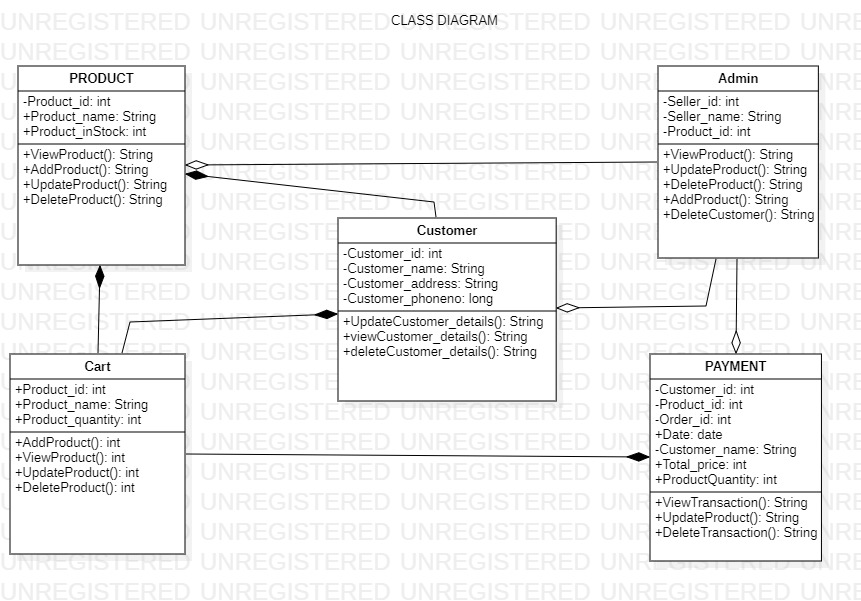 CLASS DIAGRAM
PRODUCT
-Product_id: int
+Product_name: String
+Product_inStock: int
+ViewProduct(): String
+AddProduct(): String
+UpdateProduct(): String
+DeleteProduct(): String
Admin
-Seller_id: int
-Seller_name: String
-Product_id: int
+ViewProduct(): String
+UpdateProduct(): String
+DeleteProduct(): String
+AddProduct(): String
+DeleteCustomer(): String
Customer
-Customer_id: int
-Customer_name: String
-Customer_address: String
-Customer_phoneno: long
+UpdateCustomer_details(): String
+viewCustomer_details(): String
+deleteCustomer_details(): String
Cart
+Product_id: int
+Product_name: String
+Product_quantity: int
+AddProduct(): int
+ViewProduct(): int
+UpdateProduct(): int
+DeleteProduct(): int
PAYMENT
-Customer_id: int
-Product_id: int
-Order_id: int
+Date: date
-Customer_name: String
+Total_price: int
+ProductQuantity: int
+ViewTransaction(): String
+UpdateProduct(): String
+DeleteTransaction(): String
UNREGISTERED